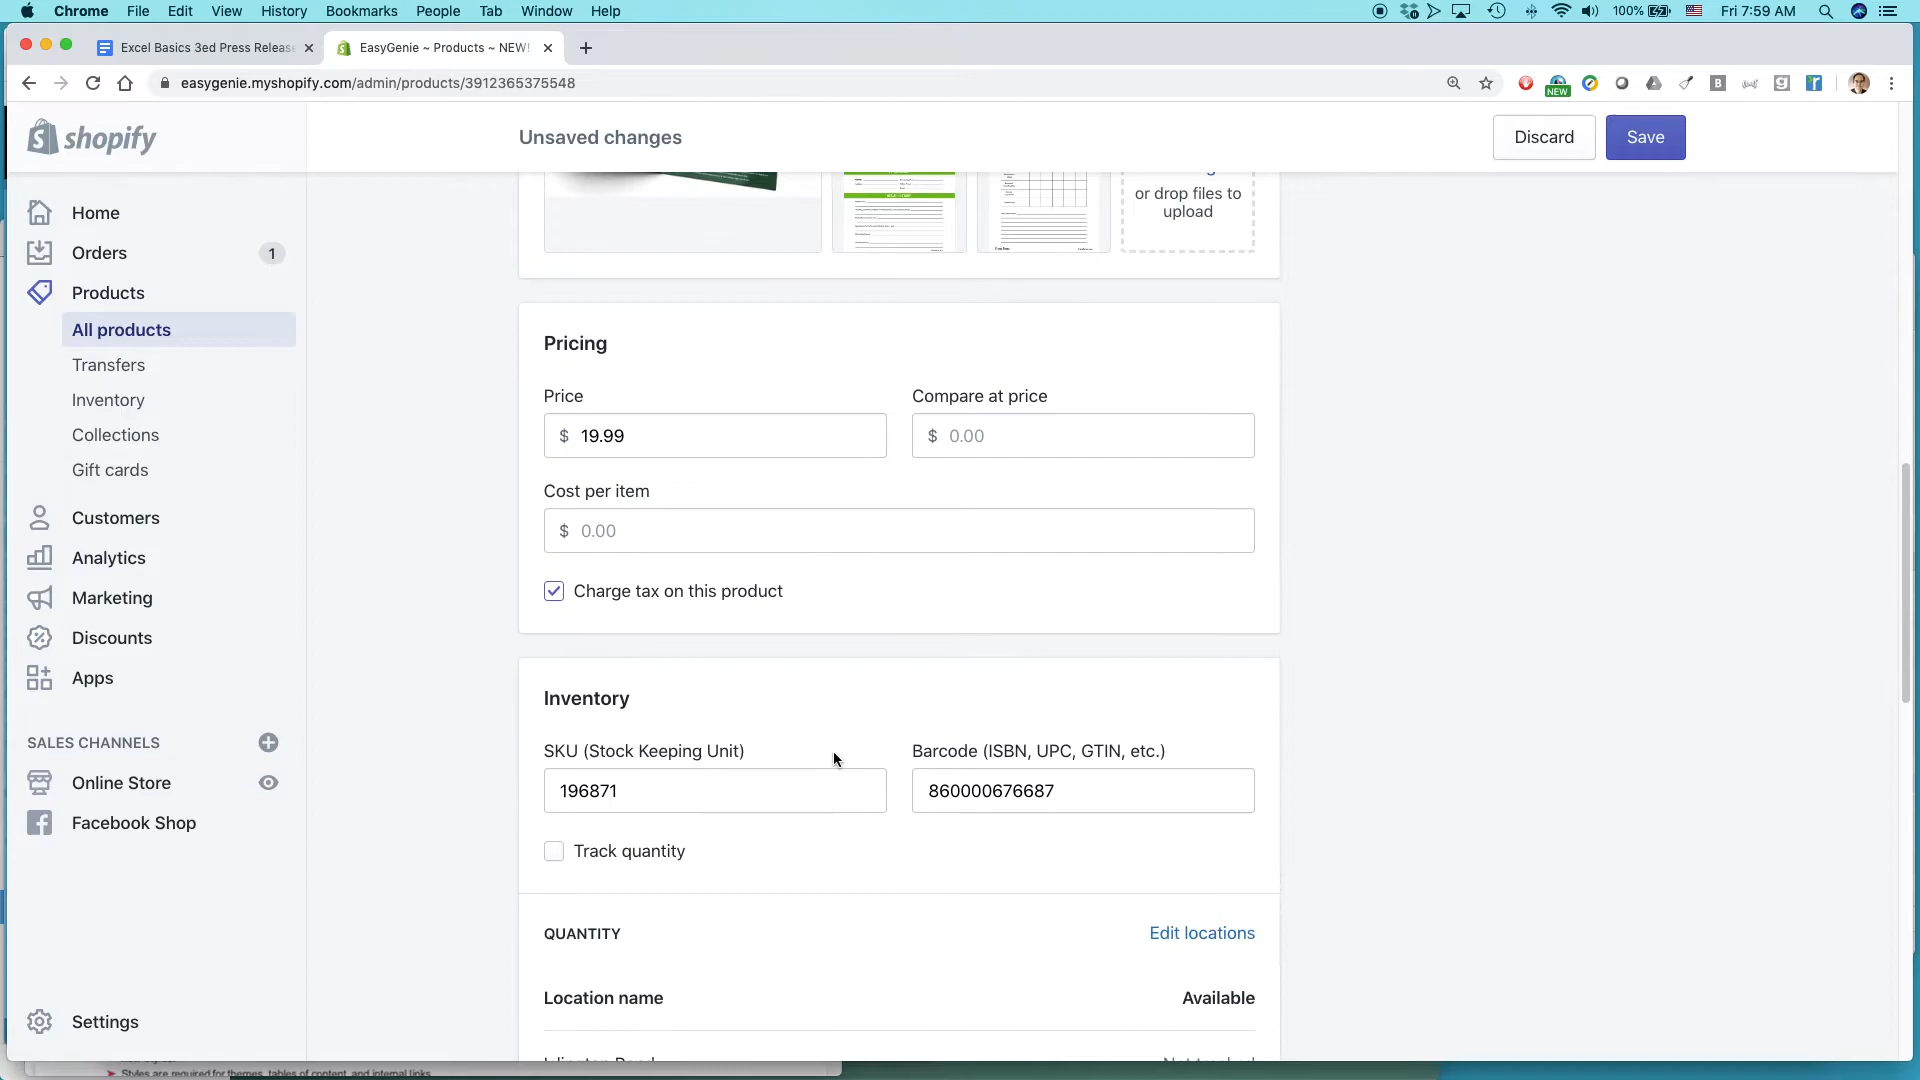 Chrome File Edit View History Bookmarks People Tab Window Help
100% Fri 7:59 AM
Excel Basics 3ed Press Release
EasyGenie ~ Products ~ NEW!
easygenie.myshopify.com/admin/products/3912365375548
NEW
B
g
r
shopify
Unsaved changes
Discard
Save
or drop files to
upload
Home
Orders 1
Products
All products
Transfers
Inventory
Collections
Gift cards
Customers
Analytics
Marketing
Discounts
Apps
SALES CHANNELS
Online Store
Facebook Shop
Settings
Pricing
Price
Compare at price
$ 19.99
$ 0.00
Cost per item
$ 0.00
Charge tax on this product
Inventory
SKU (Stock Keeping Unit)
Barcode (ISBN, UPC, GTIN, etc.)
196871
860000676687
Track quantity
QUANTITY
Edit locations
Location name
Available
Not tracked
Styles are required for themes, tables of content, and internal links